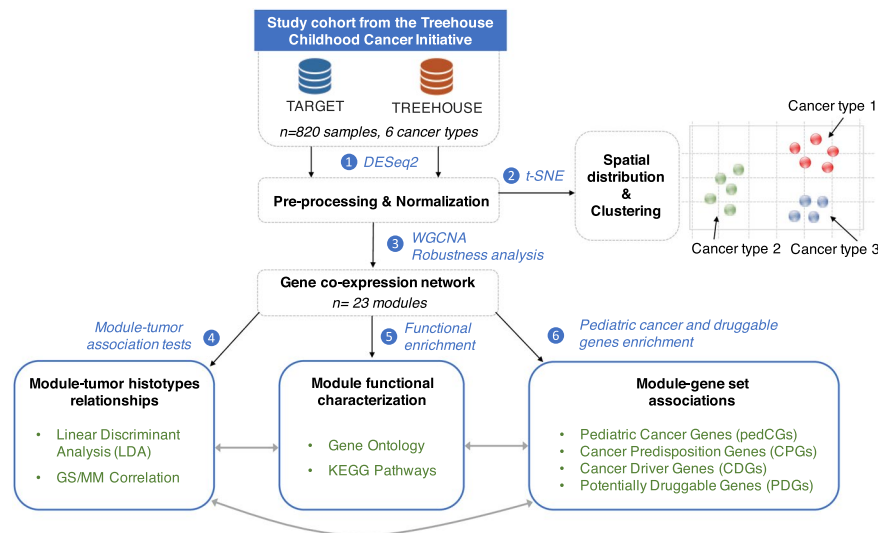 Study cohort from the Treehouse
Childhood Cancer Initiative
TARGET
TREEHOUSE
n=820 samples, 6 cancer types
1 DESeq2
2 t-SNE
Pre-processing & Normalization
Spatial
distribution
&
Clustering
Cancer type 1
Cancer type 2
Cancer type 3
3 WGCNA
Robustness analysis
Gene co-expression network
n= 23 modules
Module-tumor
association tests
4
5 Functional
enrichment
6 Pediatric cancer and druggable
genes enrichment
Module-tumor histotypes
relationships
• Linear Discriminant
Analysis (LDA)
• GS/MM Correlation
Module functional
characterization
• Gene Ontology
• KEGG Pathways
Module-gene set
associations
• Pediatric Cancer Genes (pedCGs)
• Cancer Predisposition Genes (CPGs)
• Cancer Driver Genes (CDGs)
• Potentially Druggable Genes (PDGs)